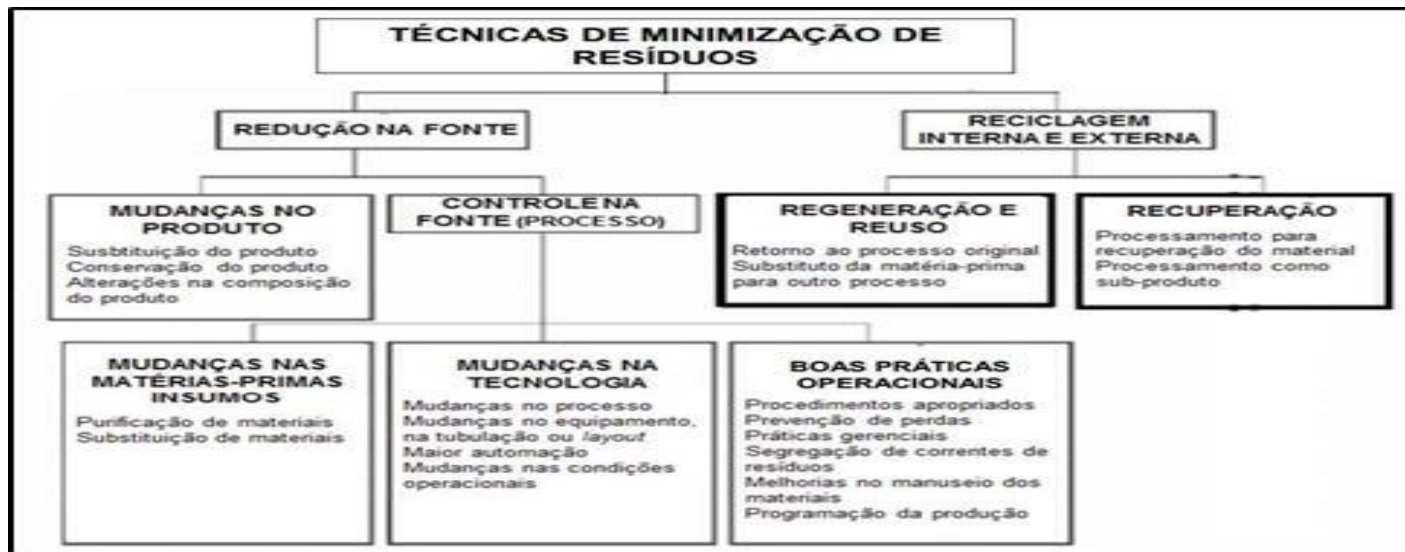 TÉCNICAS DE MINIMIZAÇÃO DE
RESÍDUOS
REDUÇÃO NA FONTE
RECICLAGEM
INTERNA E EXTERNA
MUDANÇAS NO
PRODUTO
Susbtituição do produto
Conservação do produto
Alterações na composição
do produto
CONTROLE NA
FONTE (PROCESSO)
REGENERAÇÃO E
REUSO
Retorno ao processo original
Substituto da matéria-prima
para outro processo
RECUPERAÇÃO
Processamento para
recuperação do material
Processamento como
sub-produto
MUDANÇAS NAS
MATÉRIAS-PRIMAS
INSUMOS
Purificação de materiais
Substituição de materiais
MUDANÇAS NA
TECNOLOGIA
Mudanças no processo
Mudanças no equipamento,
na tubulação ou layout
Maior automação
Mudanças nas condições
operacionais
BOAS PRÁTICAS
OPERACIONAIS
Procedimentos apropriados
Prevenção de perdas
Práticas gerenciais
Segregação de correntes de
resíduos
Melhorias no manuseio dos
materiais
Programação da produção